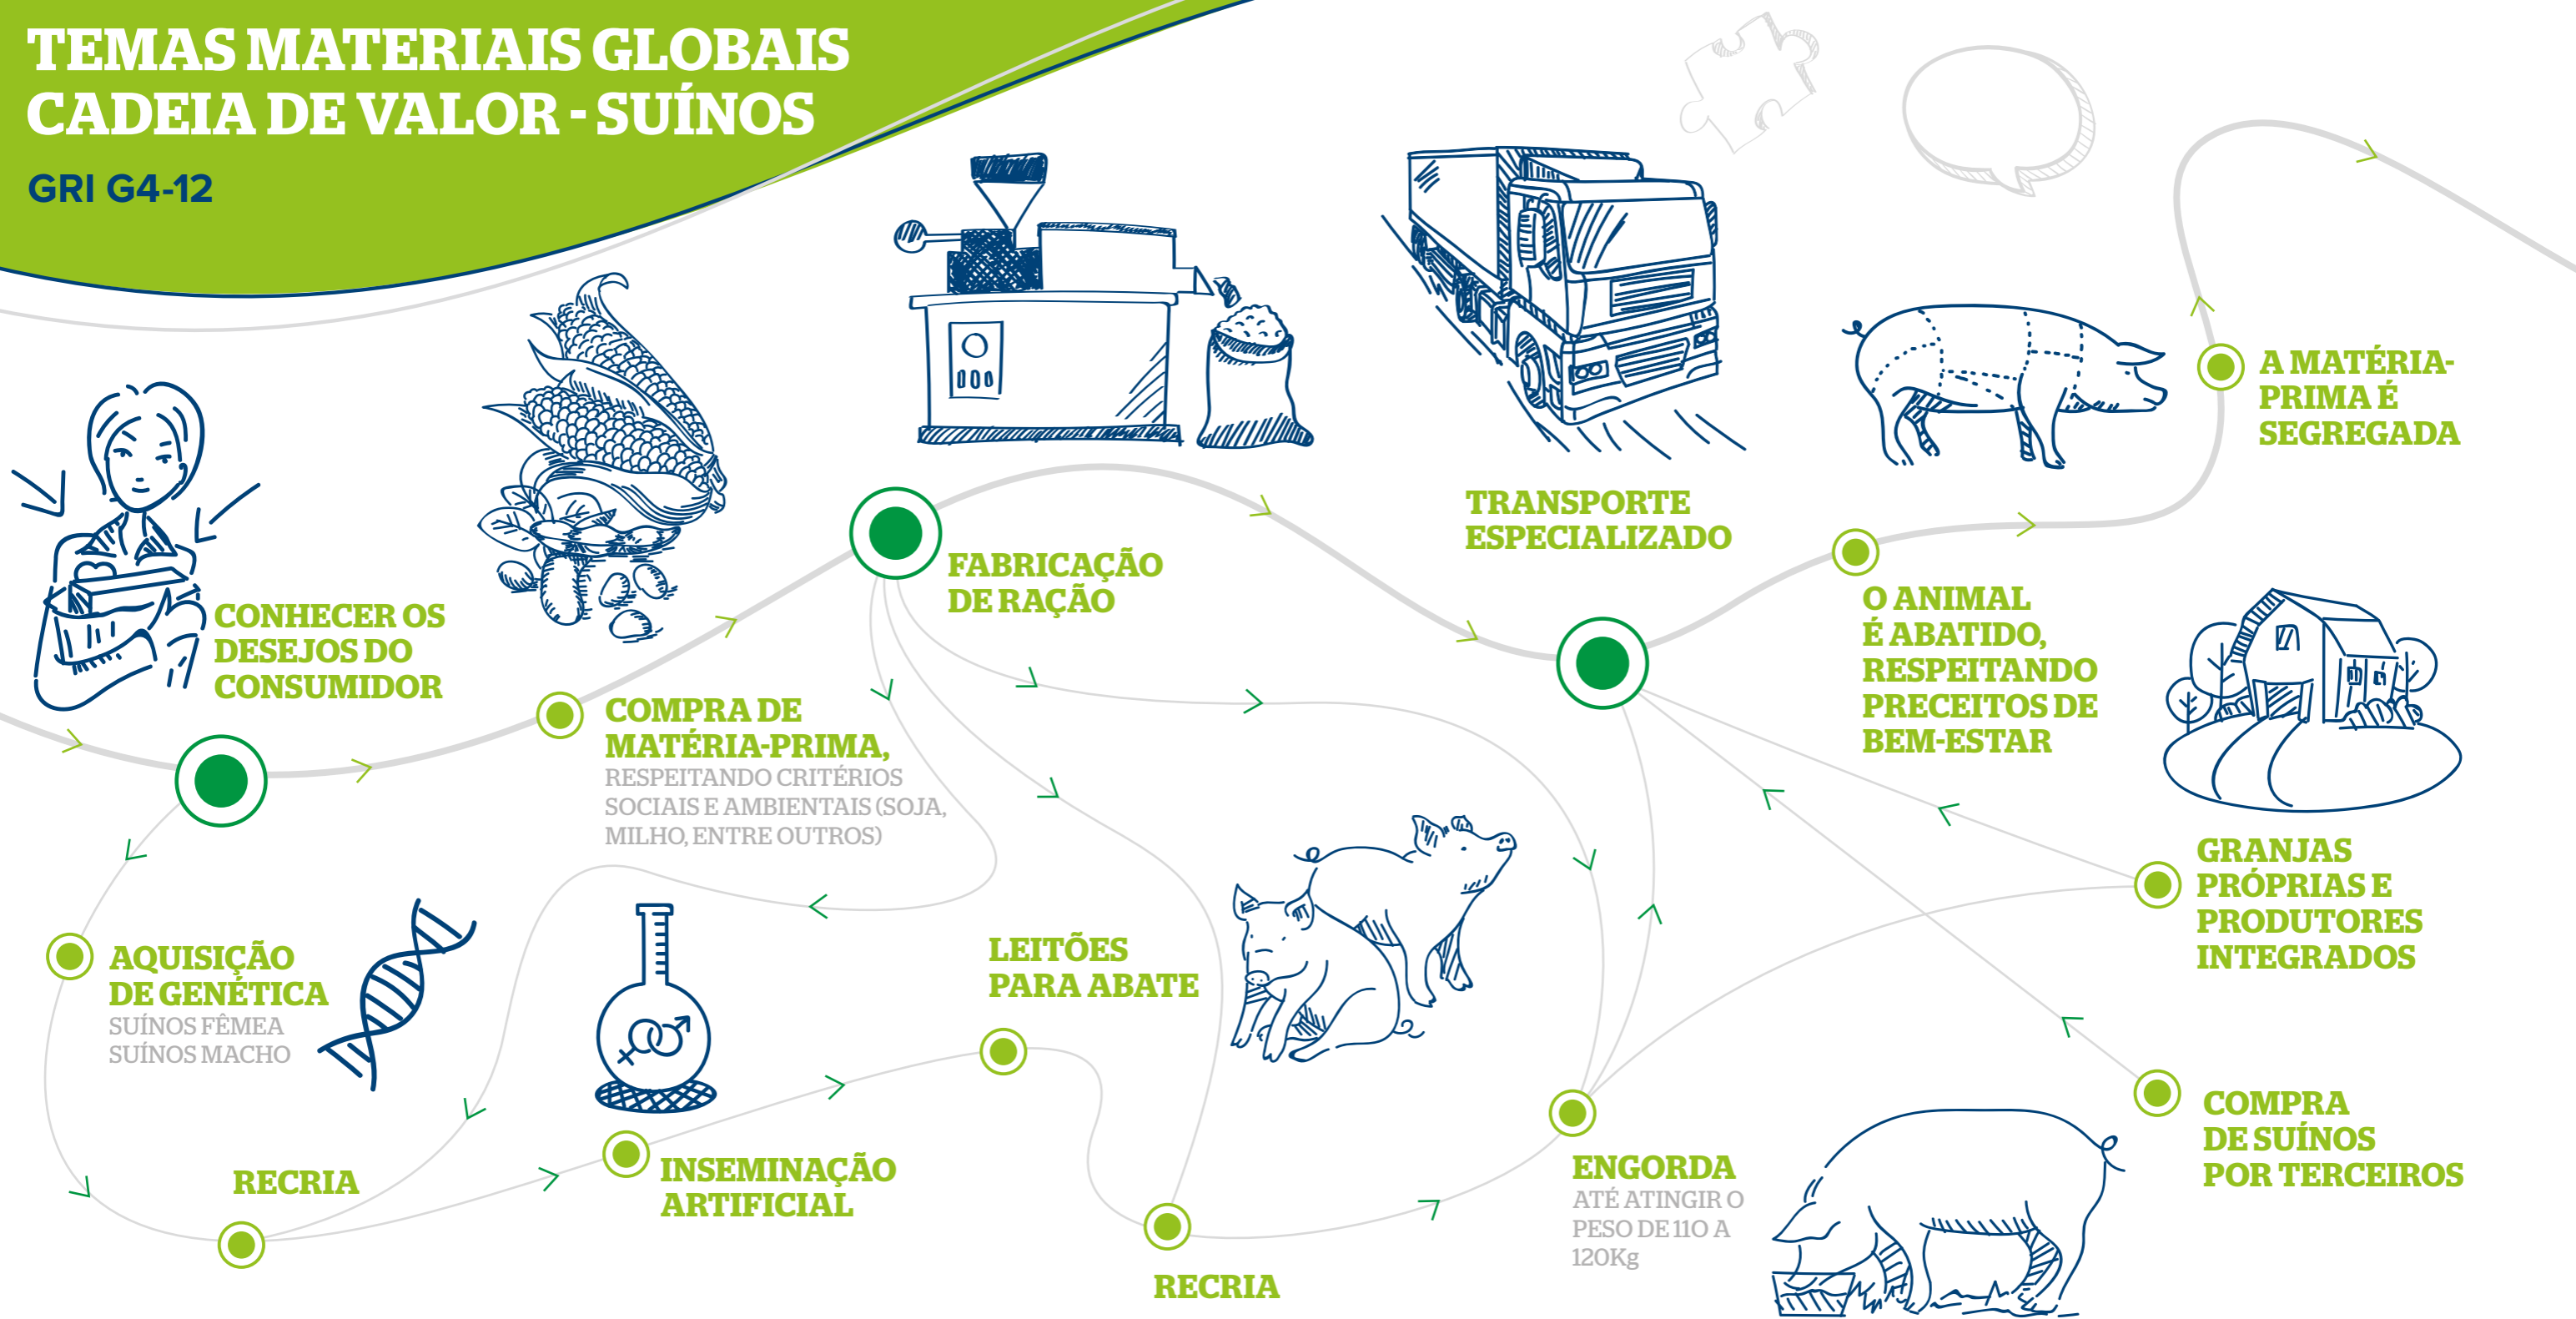 TEMAS MATERIAIS GLOBAIS
CADEIA DE VALOR - SUÍNOS
GRI G4-12
CONHECER OS
DESEJOS DO
CONSUMIDOR
COMPRA DE
MATÉRIA-PRIMA,
RESPEITANDO CRITÉRIOS
SOCIAIS E AMBIENTAIS (SOJA,
MILHO, ENTRE OUTROS)
FABRICAÇÃO
DE RAÇÃO
TRANSPORTE
ESPECIALIZADO
O ANIMAL
É ABATIDO,
RESPEITANDO
PRECEITOS DE
BEM-ESTAR
A MATÉRIA-
PRIMA É
SEGREGADA
AQUISIÇÃO
DE GENÉTICA
SUÍNOS FÊMEA
SUÍNOS MACHO
RECRIA
INSEMINAÇÃO
ARTIFICIAL
LEITÕES
PARA ABATE
RECRIA
ENGORDA
ATÉ ATINGIR O
PESO DE 110 A
120Kg
GRANJAS
PRÓPRIAS E
PRODUTORES
INTEGRADOS
COMPRA
DE SUÍNOS
POR TERCEIROS